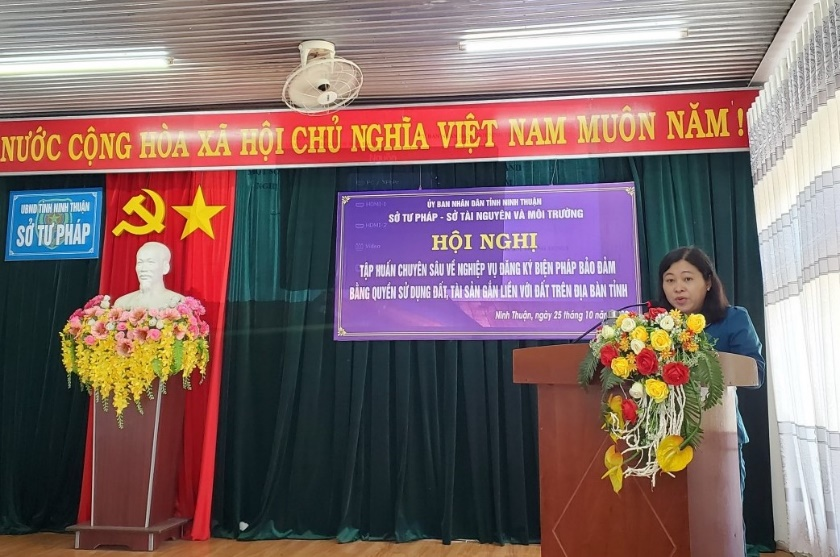 NƯỚC CỘNG HÒA XÃ HỘI CHỦ NGHĨA VIỆT NAM MUÔN NĂM !
UBND TỈNH NINH THUẬN
SỞ TƯ PHÁP
ỦY BAN NHÂN DÂN TỈNH NINH THUẬN
SỞ TƯ PHÁP - SỞ TÀI NGUYÊN VÀ MÔI TRƯỜNG
HỘI NGHỊ
TẬP HUẤN CHUYÊN SÂU VỀ NGHIỆP VỤ ĐĂNG KÝ BIỆN PHÁP BẢO ĐẢM
BẰNG QUYỀN SỬ DỤNG ĐẤT, TÀI SẢN GẮN LIỀN VỚI ĐẤT TRÊN ĐỊA BÀN TỈNH
Ninh Thuận, ngày 25 tháng 10 năm